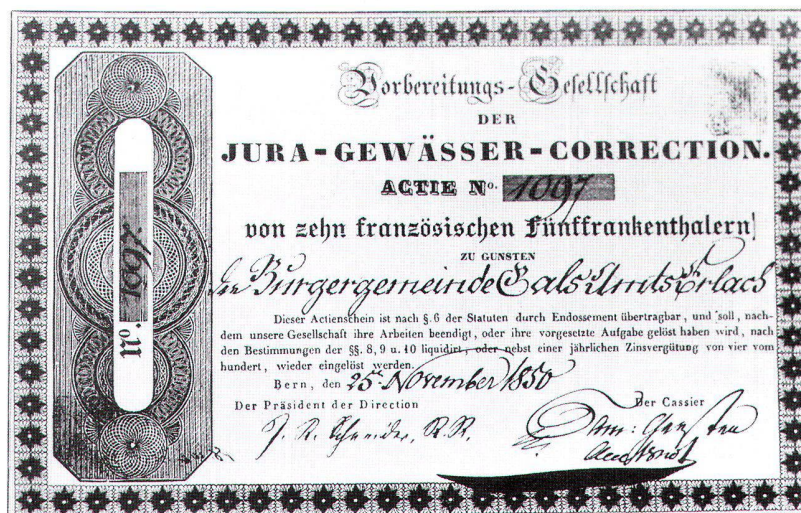 Vorbereitungs-Gesellschaft
DER
JURA-GEWÄSSER-CORRECTION.
ACTIE No. 1097
von zehn französischen Fünffrankenthalern
ZU GUNSTEN
der Burgergemeinde Gals Amts Erlach
Dieser Actienschein ist nach §. 6 der Statuten durch Endossement übertragbar, und soll, nach-
dem unsere Gesellschaft ihre Arbeiten beendigt, oder ihre vorgesetzte Aufgabe gelöst haben wird, nach
den Bestimmungen der §§. 8, 9 u. 10 liquidirt, oder nebst einer jährlichen Zinsvergütung von vier vom
hundert, wieder eingelöst werden.
Bern, den 25. November 1850
Der Präsident der Direction
Der Cassier
J. R. Schneider, R.R.
No. 1097